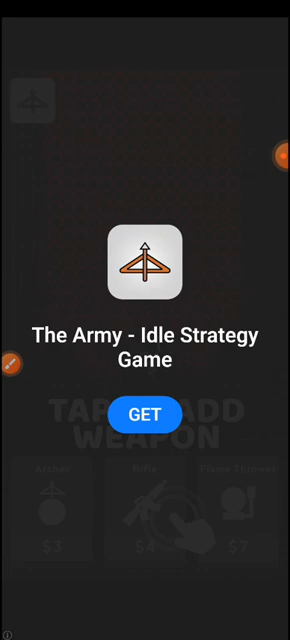 The Army - Idle Strategy
Game
GET
TAP TO ADD
WEAPON
Archer
Rifle
Flame Thrower
$3
$4
$7